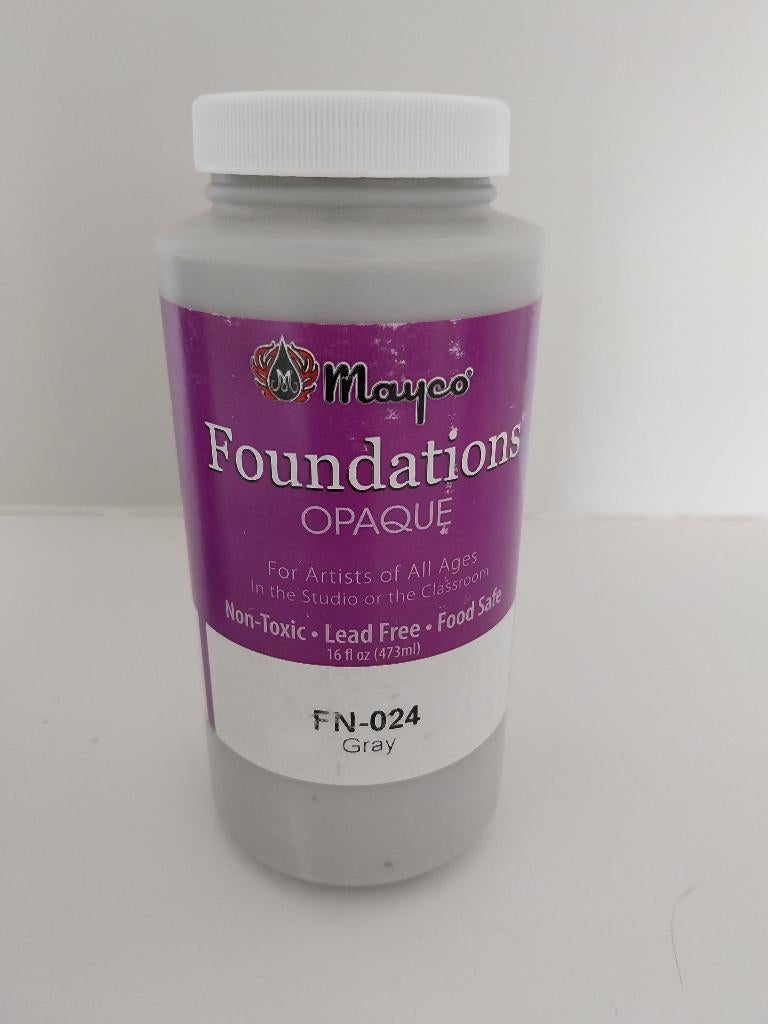 M Mayco®
Foundations®
OPAQUE
For Artists of All Ages
In the Studio or the Classroom
Non-Toxic • Lead Free • Food Safe
16 fl oz (473ml)
FN-024
Gray